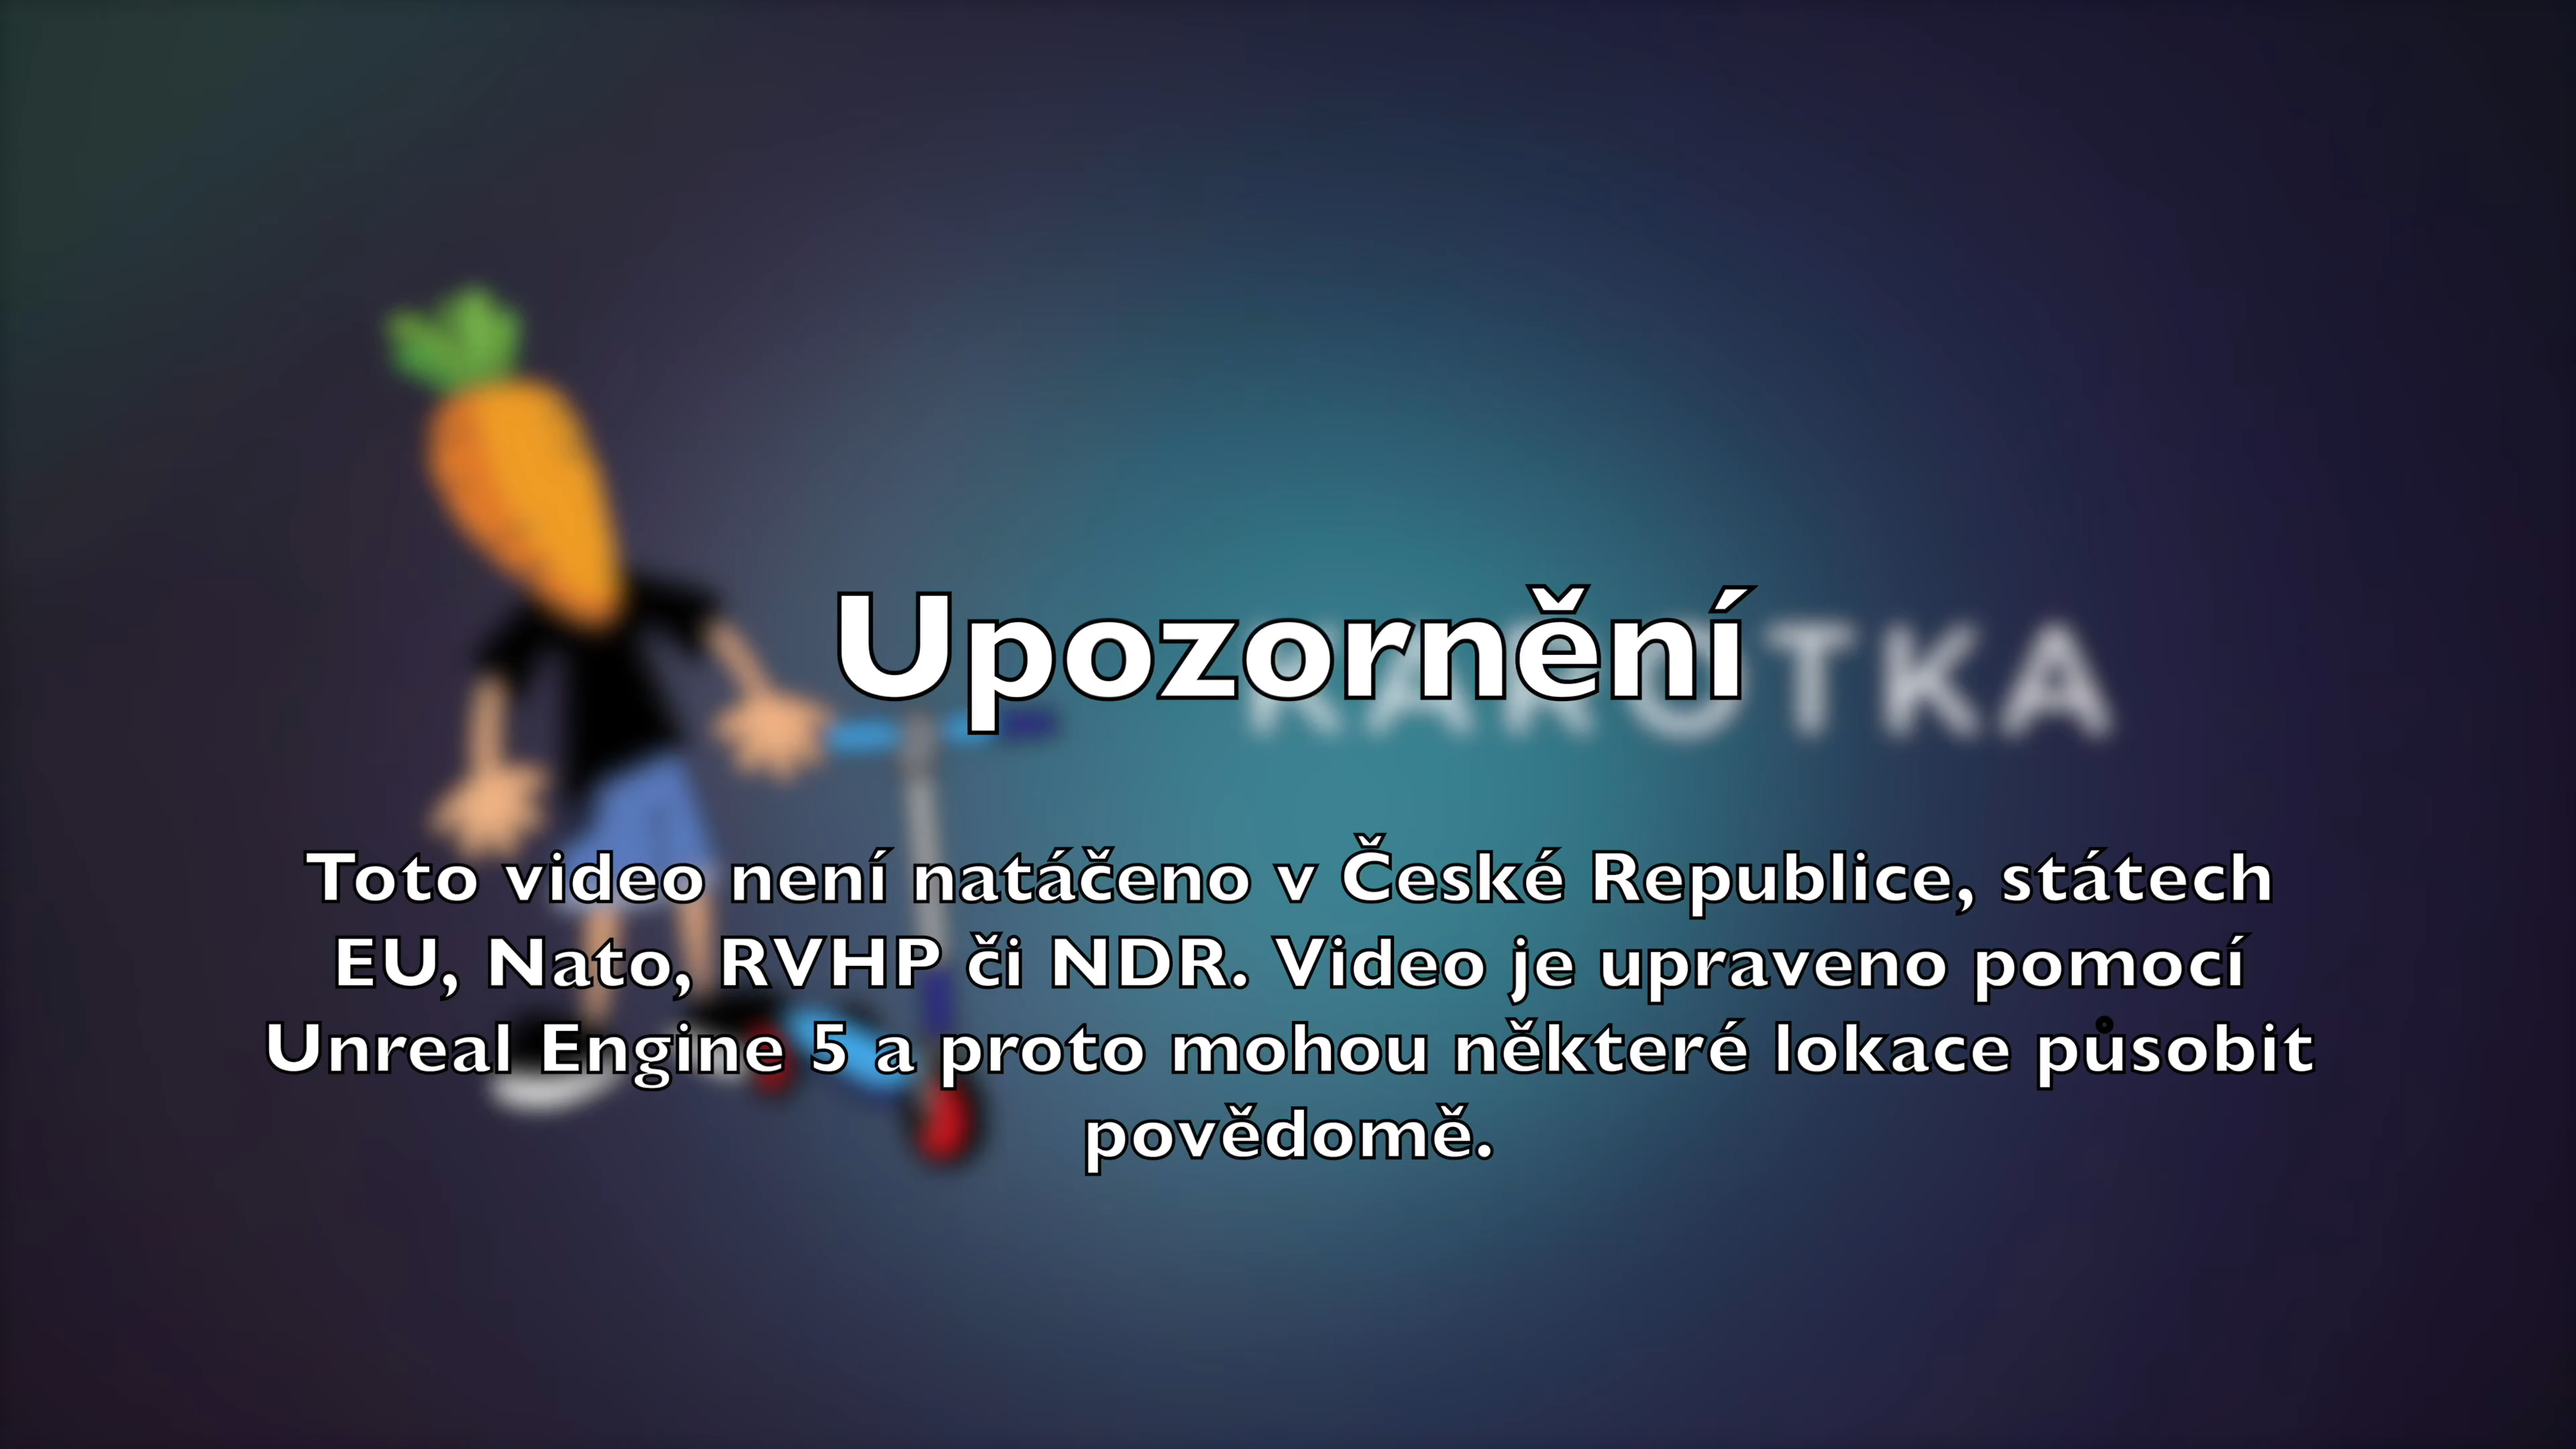 Upozornění
KAROTKA
Toto video není natáčeno v České Republice, státech
EU, Nato, RVHP či NDR. Video je upraveno pomocí
Unreal Engine 5 a proto mohou některé lokace působit
povědomě.